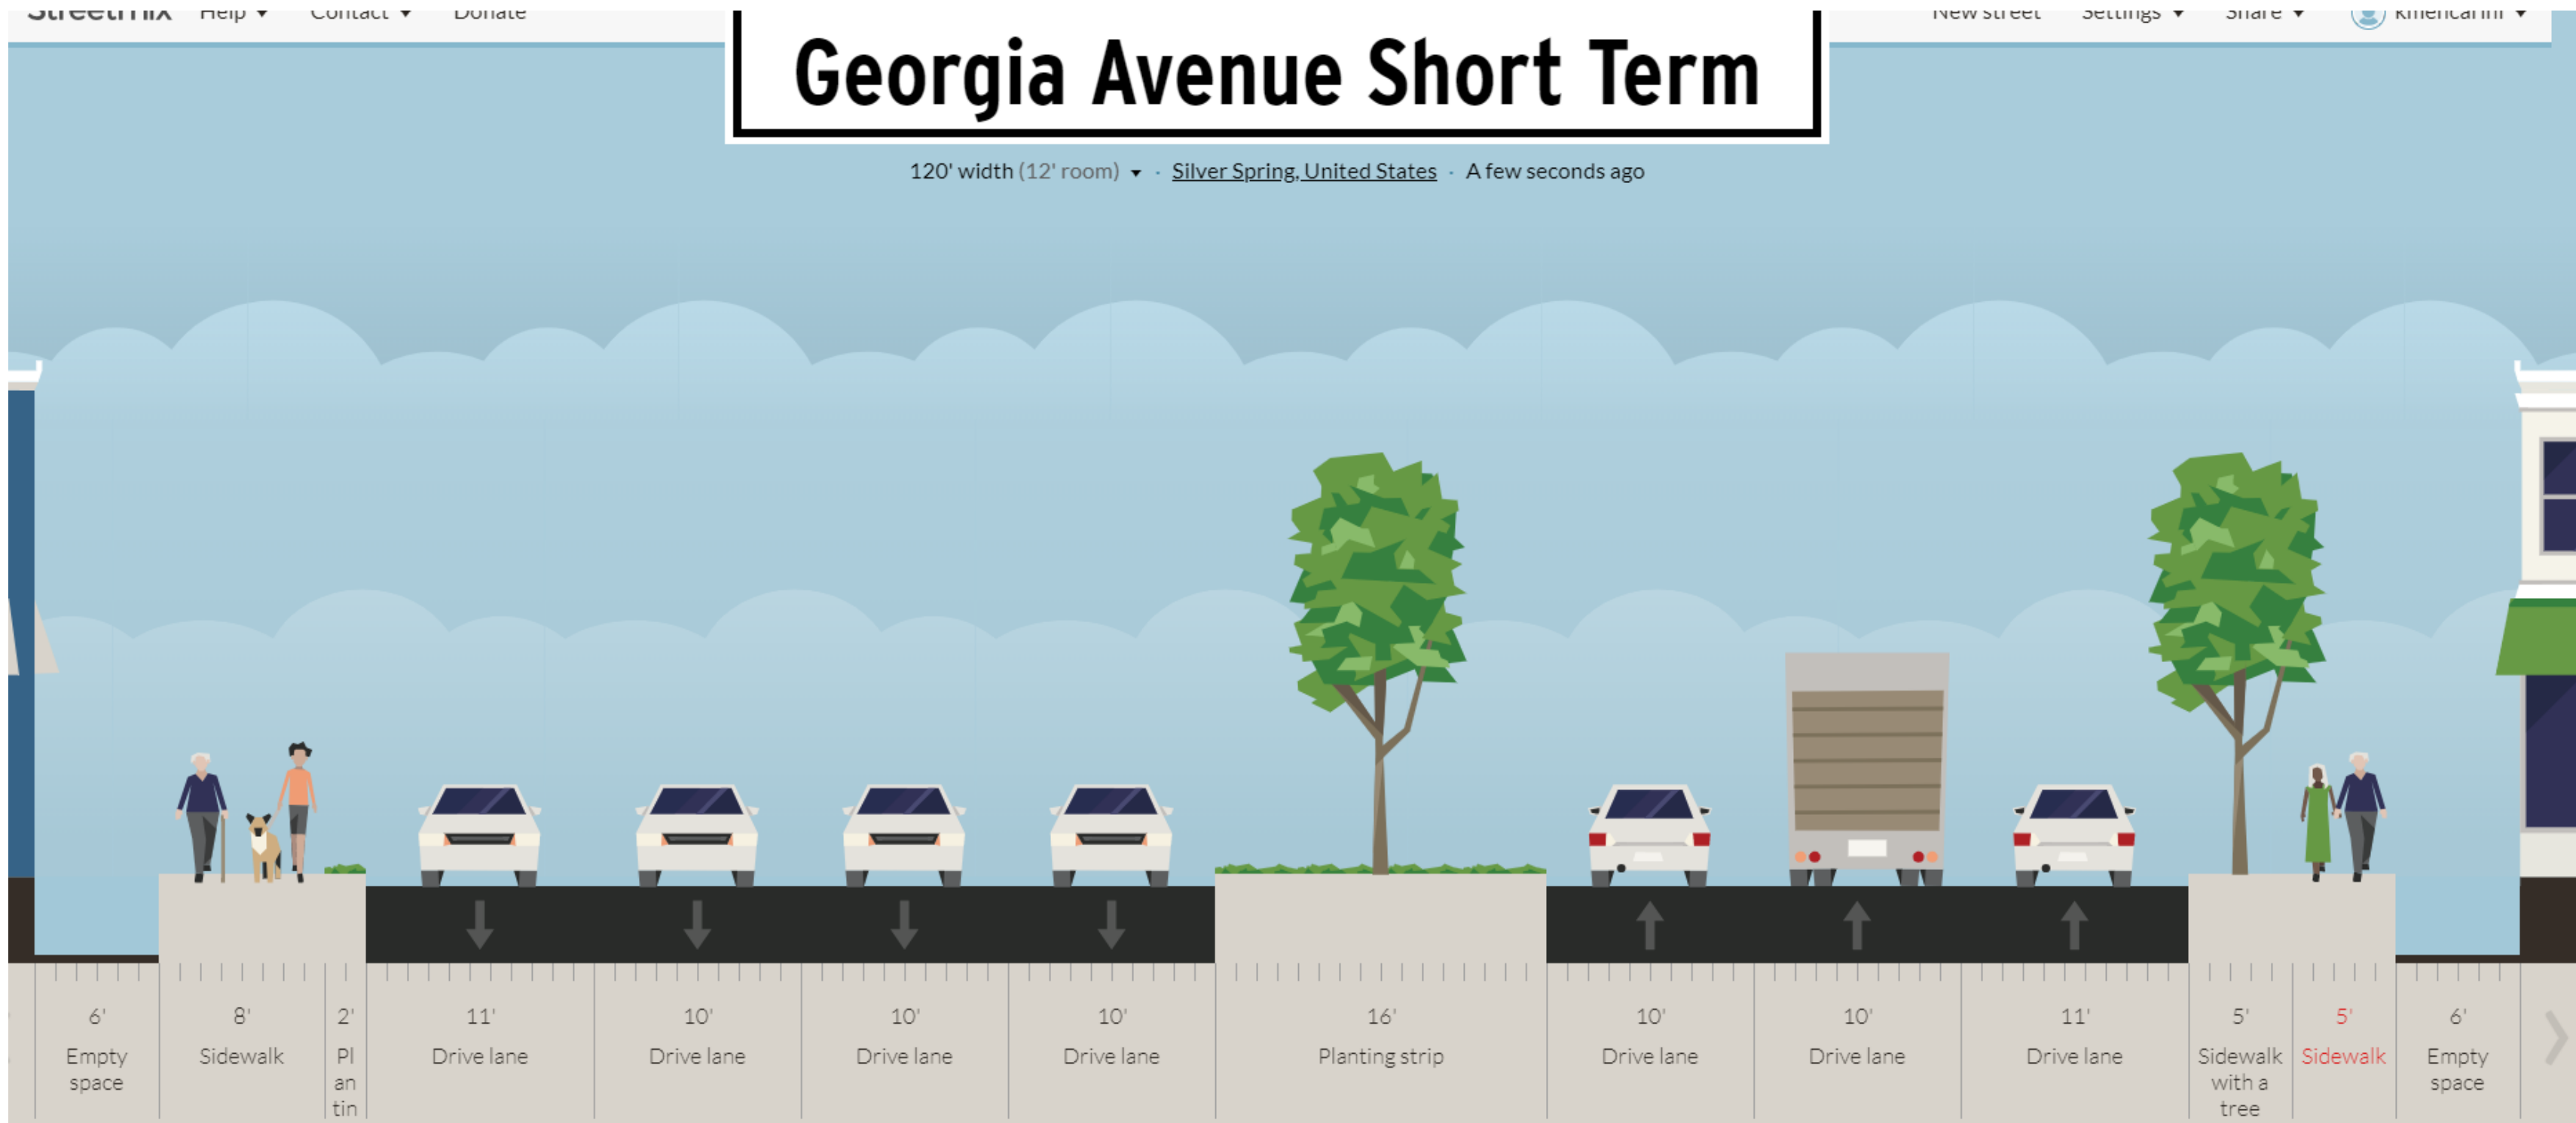 Streetmix Help ▾ Contact ▾ Donate New street Settings ▾ Share ▾ kmencarini ▾
Georgia Avenue Short Term
120' width (12' room) ▾ · Silver Spring, United States · A few seconds ago
6' 8' 2' 11' 10' 10' 10' 16' 10' 10' 11' 5' 5' 6'
Empty Sidewalk Pl Drive lane Drive lane Drive lane Drive lane Planting strip Drive lane Drive lane Drive lane Sidewalk Sidewalk Empty
space an with a space
tin tree